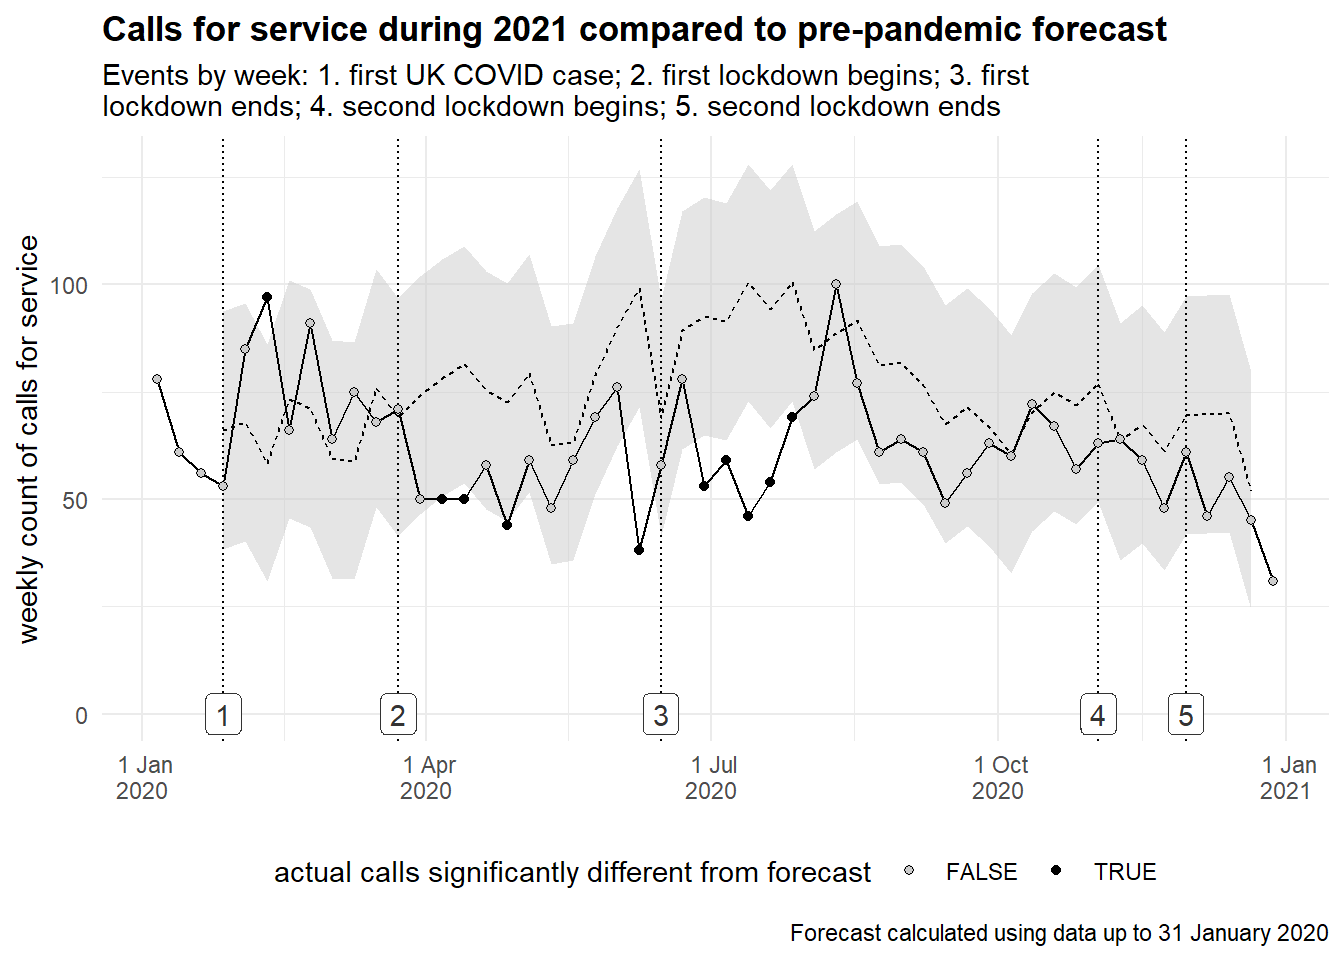 Calls for service during 2021 compared to pre-pandemic forecast
Events by week: 1. first UK COVID case; 2. first lockdown begins; 3. first
lockdown ends; 4. second lockdown begins; 5. second lockdown ends
weekly count of calls for service
100
50
0
1
2
3
4
5
1 Jan
2020
1 Apr
2020
1 Jul
2020
1 Oct
2020
1 Jan
2021
actual calls significantly different from forecast
FALSE
TRUE
Forecast calculated using data up to 31 January 2020